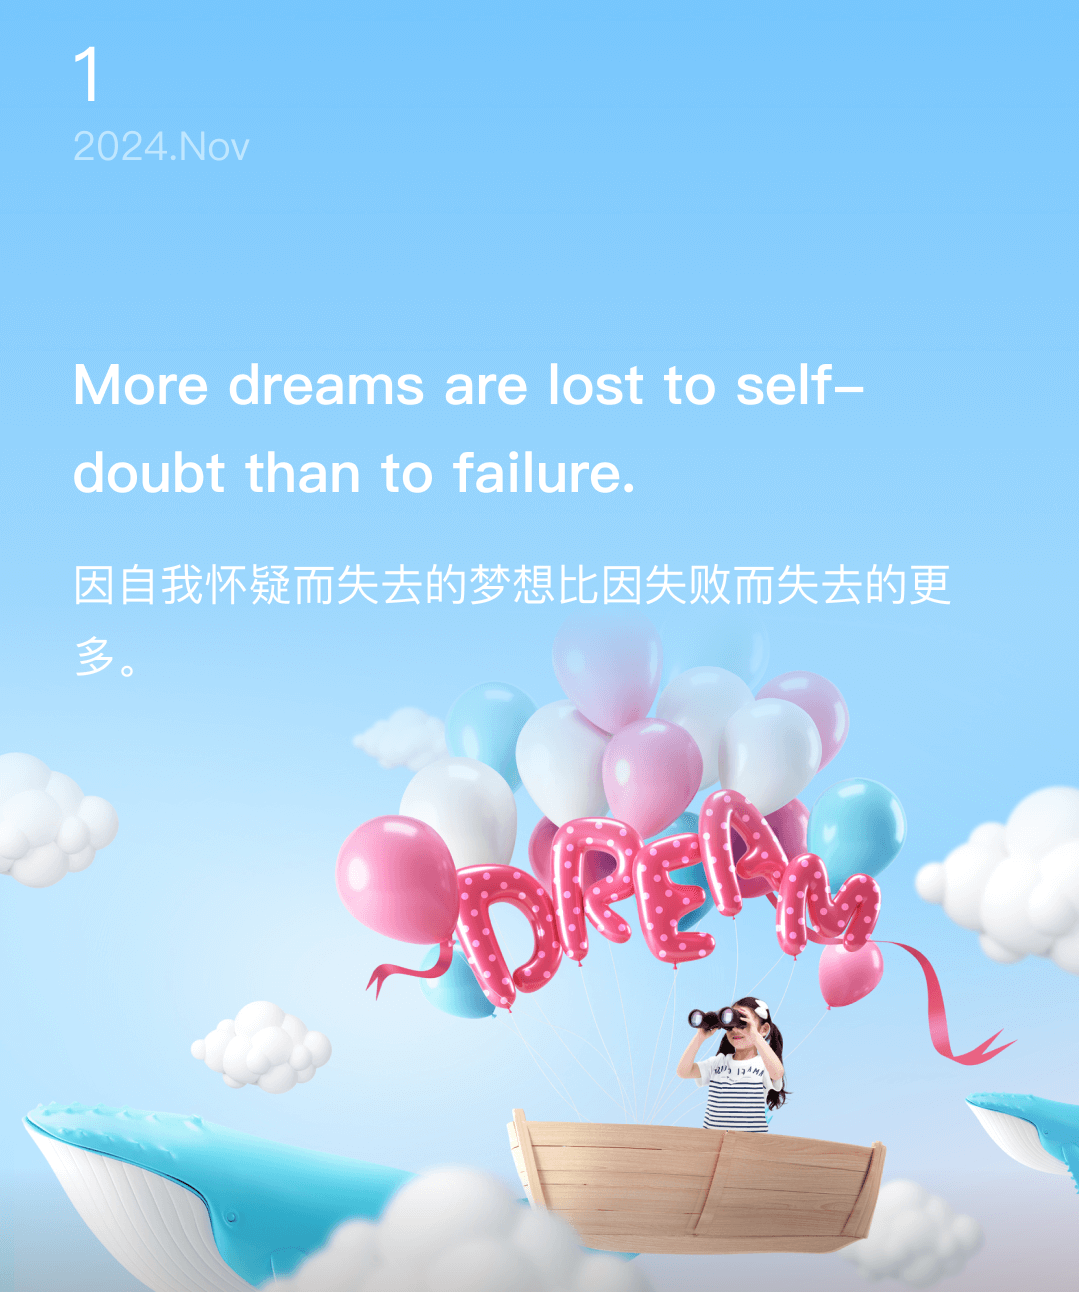 1
2024.Nov
More dreams are lost to self-
doubt than to failure.
因自我怀疑而失去的梦想比因失败而失去的更
多。
DREAM